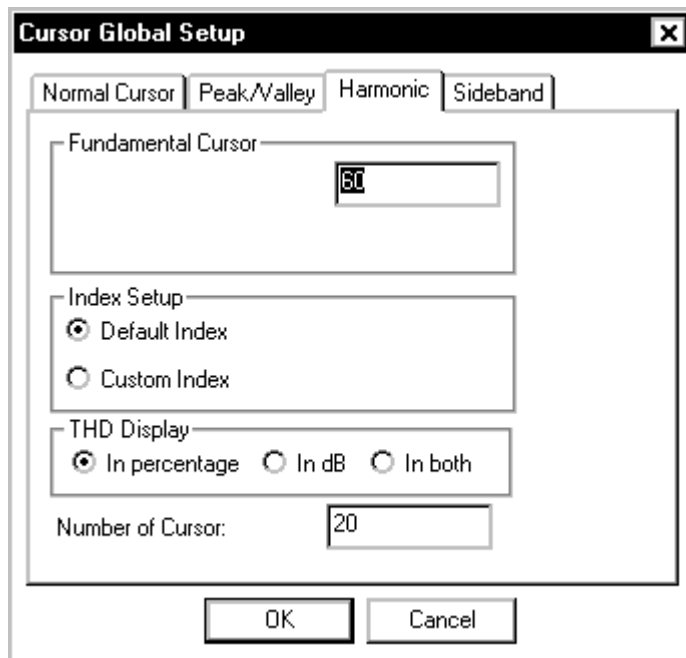 Cursor Global Setup
Normal Cursor Peak/Valley Harmonic Sideband
Fundamental Cursor
60
Index Setup
Default Index
Custom Index
THD Display
In percentage In dB In both
Number of Cursor: 20
OK Cancel